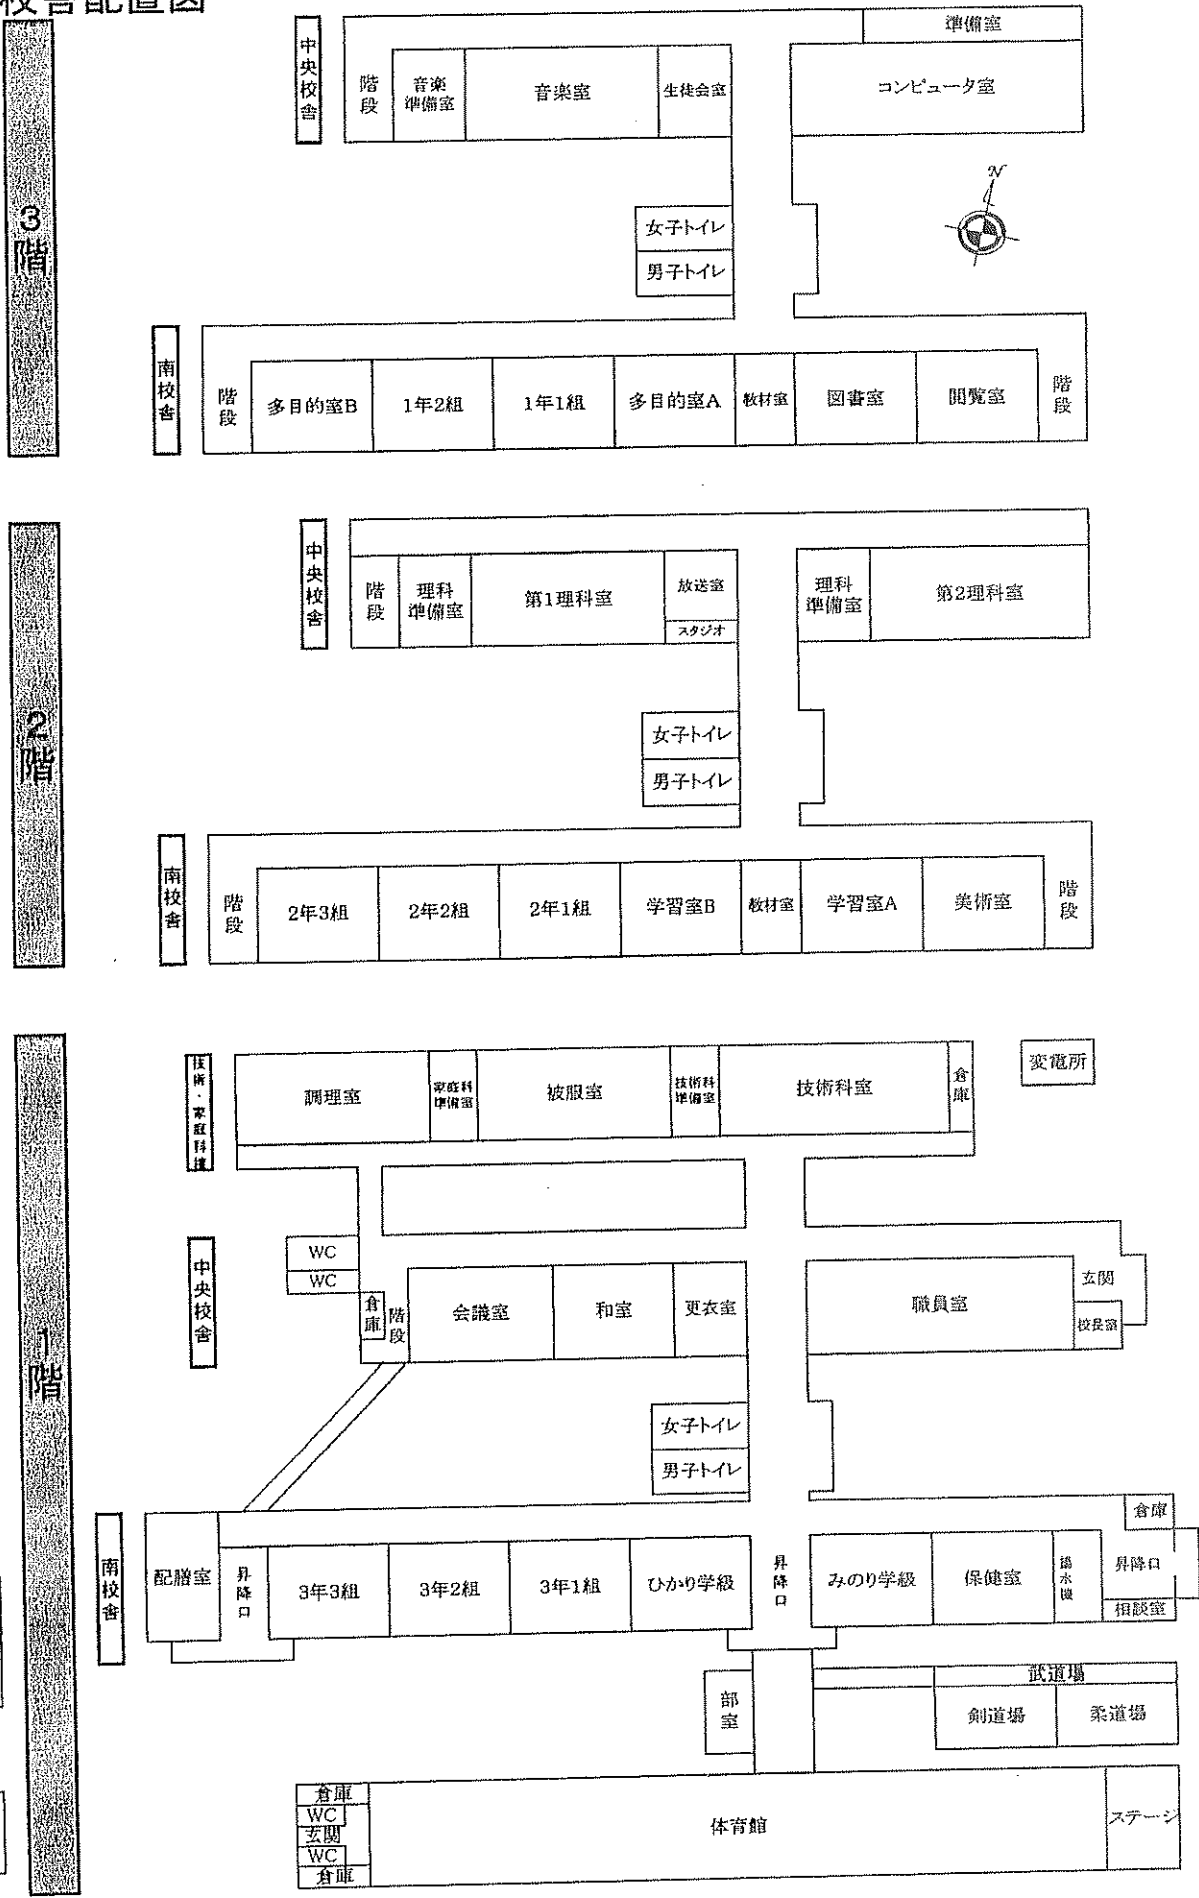 校舎配置図
3階
中央校舎
準備室
階段
音楽準備室
音楽室
生徒会室
コンピュータ室
N
女子トイレ
男子トイレ
南校舎
階段
多目的室B
1年2組
1年1組
多目的室A
教材室
図書室
閲覧室
階段
2階
中央校舎
階段
理科準備室
第1理科室
放送室
スタジオ
理科準備室
第2理科室
女子トイレ
男子トイレ
南校舎
階段
2年3組
2年2組
2年1組
学習室B
教材室
学習室A
美術室
階段
1階
技術・家庭科棟
調理室
家庭科準備室
被服室
技術科準備室
技術科室
倉庫
変電所
中央校舎
WC
WC
倉庫
階段
会議室
和室
更衣室
職員室
玄関
校長室
女子トイレ
男子トイレ
南校舎
配膳室
昇降口
3年3組
3年2組
3年1組
ひかり学級
昇降口
みのり学級
保健室
倉庫
昇降口
相談室
部室
武道場
剣道場
柔道場
倉庫
WC
玄関
WC
倉庫
体育館
ステージ